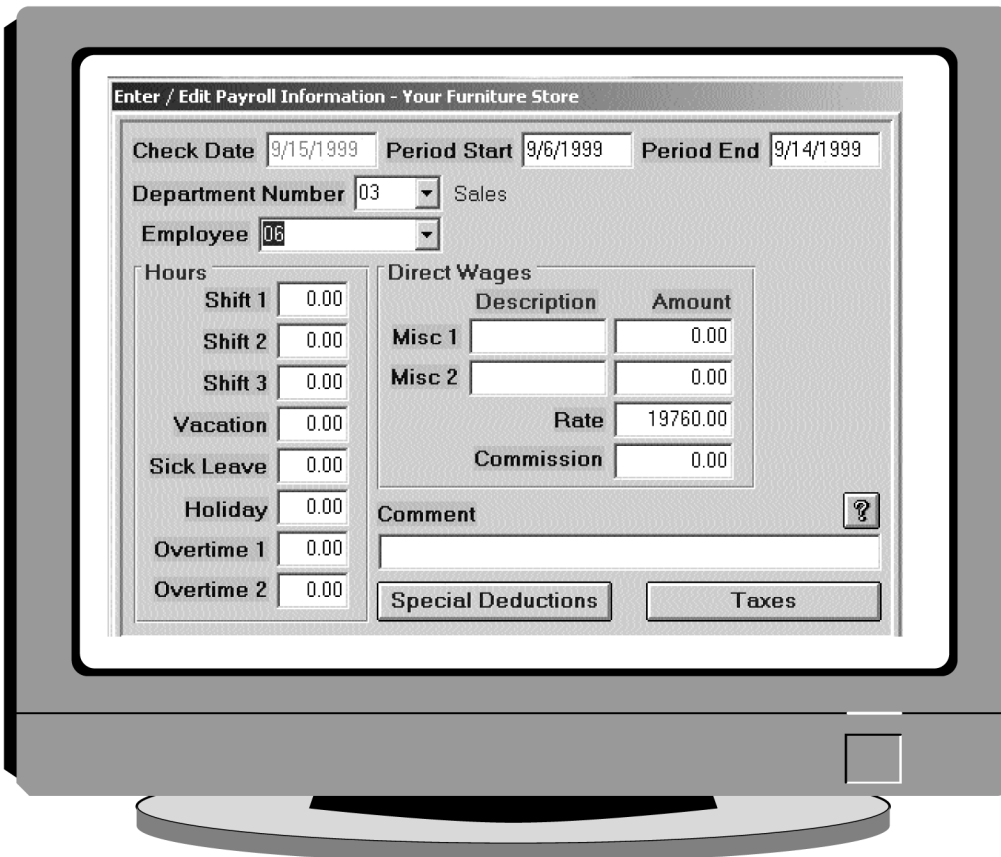 Enter / Edit Payroll Information - Your Furniture Store
Check Date 9/15/1999 Period Start 9/6/1999 Period End 9/14/1999
Department Number 03 Sales
Employee 06
Hours
Shift 1 0.00
Shift 2 0.00
Shift 3 0.00
Vacation 0.00
Sick Leave 0.00
Holiday 0.00
Overtime 1 0.00
Overtime 2 0.00
Direct Wages
Description Amount
Misc 1 0.00
Misc 2 0.00
Rate 19760.00
Commission 0.00
Comment ?
Special Deductions Taxes